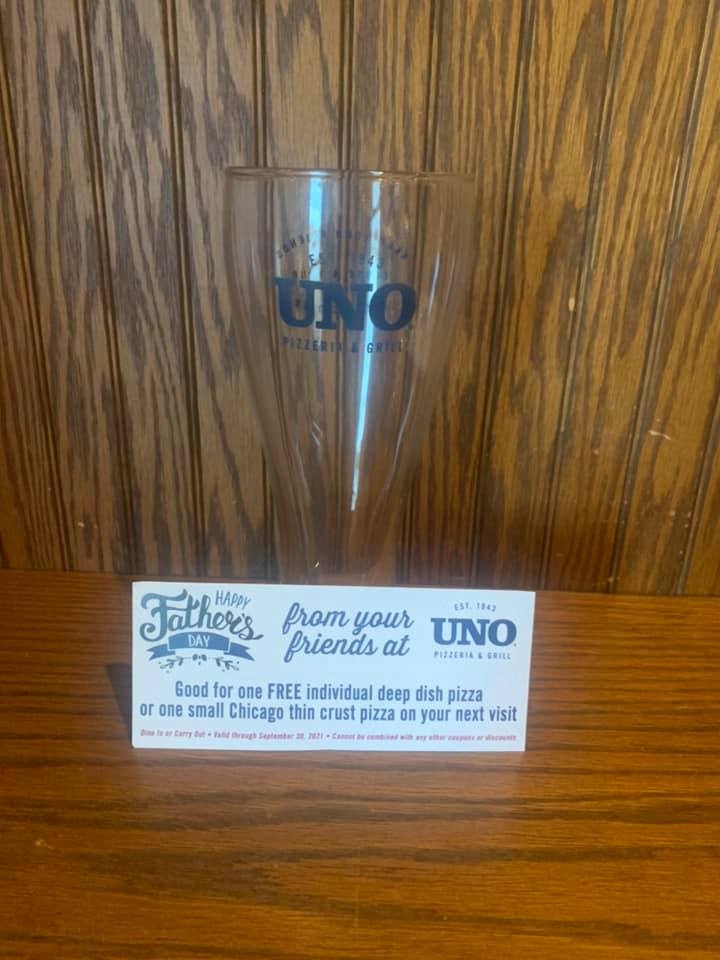 UNO
PIZZERIA & GRILL
HAPPY
Father's
DAY
from your
friends at
EST. 1943
UNO
PIZZERIA & GRILL
Good for one FREE individual deep dish pizza
or one small Chicago thin crust pizza on your next visit
Dine In or Carry Out • Valid through September 30, 2021 • Cannot be combined with any other coupons or discounts